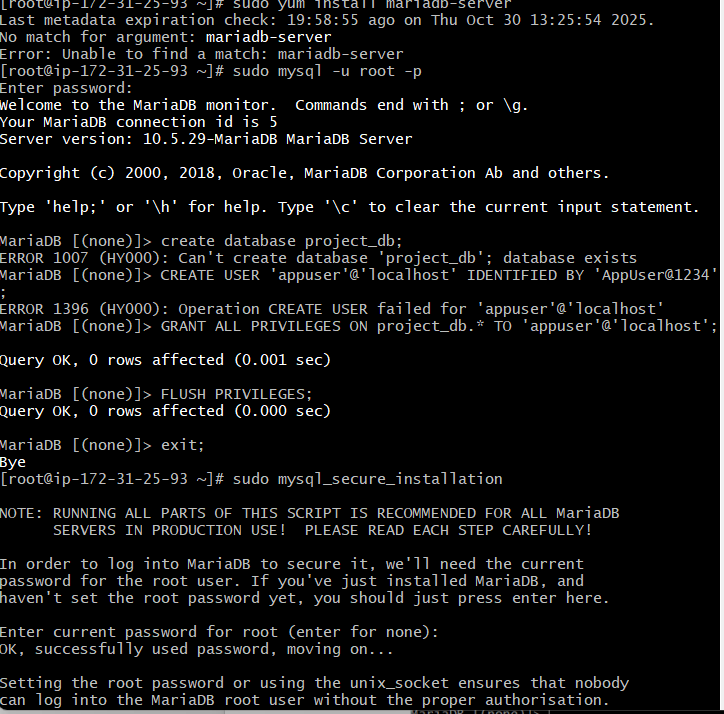 [root@ip-172-31-25-93 ~]# sudo yum install mariadb-server
Last metadata expiration check: 19:58:55 ago on Thu Oct 30 13:25:54 2025.
No match for argument: mariadb-server
Error: Unable to find a match: mariadb-server
[root@ip-172-31-25-93 ~]# sudo mysql -u root -p
Enter password:
Welcome to the MariaDB monitor.  Commands end with ; or \g.
Your MariaDB connection id is 5
Server version: 10.5.29-MariaDB MariaDB Server

Copyright (c) 2000, 2018, Oracle, MariaDB Corporation Ab and others.

Type 'help;' or '\h' for help. Type '\c' to clear the current input statement.

MariaDB [(none)]> create database project_db;
ERROR 1007 (HY000): Can't create database 'project_db'; database exists
MariaDB [(none)]> CREATE USER 'appuser'@'localhost' IDENTIFIED BY 'AppUser@1234'
;
ERROR 1396 (HY000): Operation CREATE USER failed for 'appuser'@'localhost'
MariaDB [(none)]> GRANT ALL PRIVILEGES ON project_db.* TO 'appuser'@'localhost';

Query OK, 0 rows affected (0.001 sec)

MariaDB [(none)]> FLUSH PRIVILEGES;
Query OK, 0 rows affected (0.000 sec)

MariaDB [(none)]> exit;
Bye
[root@ip-172-31-25-93 ~]# sudo mysql_secure_installation

NOTE: RUNNING ALL PARTS OF THIS SCRIPT IS RECOMMENDED FOR ALL MariaDB
      SERVERS IN PRODUCTION USE!  PLEASE READ EACH STEP CAREFULLY!

In order to log into MariaDB to secure it, we'll need the current
password for the root user. If you've just installed MariaDB, and
haven't set the root password yet, you should just press enter here.

Enter current password for root (enter for none):
OK, successfully used password, moving on...

Setting the root password or using the unix_socket ensures that nobody
can log into the MariaDB root user without the proper authorisation.